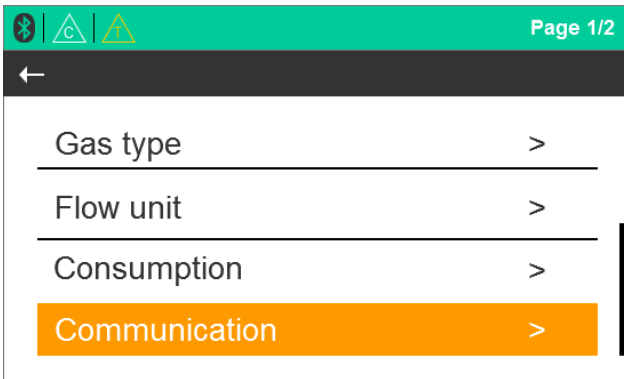 C T Page 1/2
←
Gas type >
Flow unit >
Consumption >
Communication >